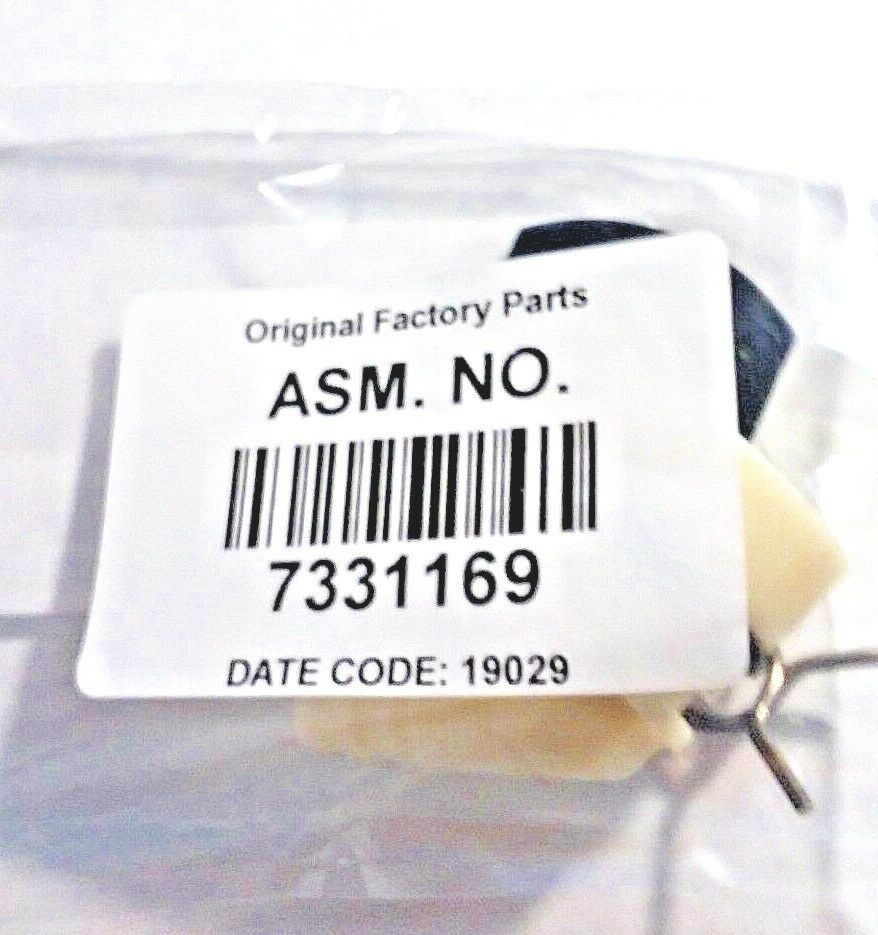 Original Factory Parts
ASM. NO.
7331169
DATE CODE: 19029